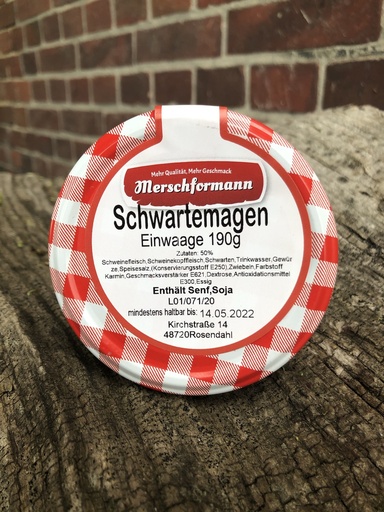 Mehr Qualität, Mehr Geschmack
Merschformann
Schwartemagen
Einwaage 190g
Zutaten: 50%
Schweinefleisch,Schweinekopffleisch,Schwarten,Trinkwasser,Gewür
ze,Speisesalz,(Konservierungsstoff E250),Zwiebeln,Farbstoff
Karmin,Geschmacksverstärker E621,Dextrose,Antioxidationsmittel
E300,Essig
Enthält Senf,Soja
L01/071/20
mindestens haltbar bis: 14.05.2022
Kirchstraße 14
48720Rosendahl